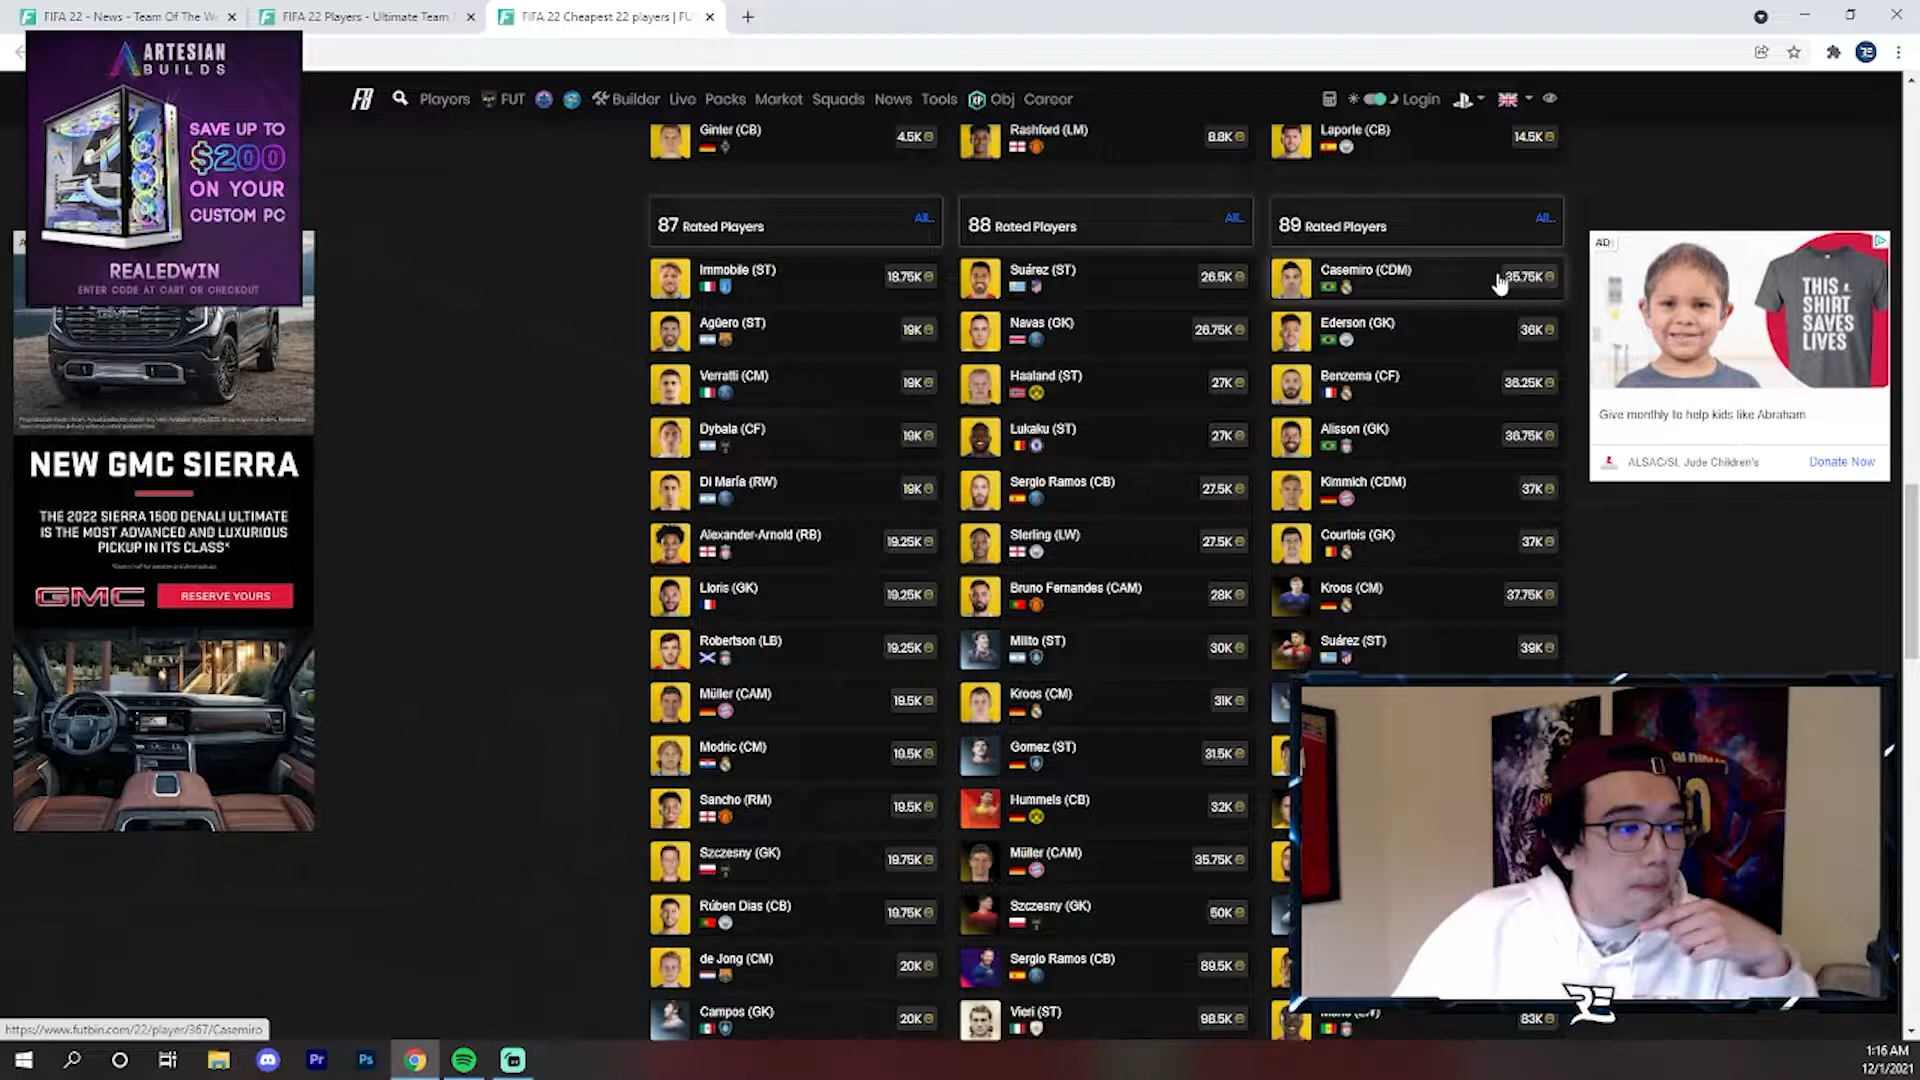 FIFA 22 - News - Team Of The We
FIFA 22 Players - Ultimate Team
FIFA 22 Cheapest 22 players | FU
ARTESIAN
BUILDS
SAVE UP TO
$200
ON YOUR
CUSTOM PC
REALEDWIN
ENTER CODE AT CART OR CHECKOUT
Players
FUT
Builder
Live
Packs
Market
Squads
News
Tools
Obj
Career
Login
Ginter (CB)
4.5K
Rashford (LM)
8.8K
Laporte (CB)
14.5K
87 Rated Players
All..
88 Rated Players
All..
89 Rated Players
All..
Immobile (ST)
18.75K
Suárez (ST)
26.5K
Casemiro (CDM)
35.75K
Agüero (ST)
19K
Navas (GK)
26.75K
Ederson (GK)
36K
Verratti (CM)
19K
Haaland (ST)
27K
Benzema (CF)
36.25K
Dybala (CF)
19K
Lukaku (ST)
27K
Alisson (GK)
36.75K
Di María (RW)
19K
Sergio Ramos (CB)
27.5K
Kimmich (CDM)
37K
Alexander-Arnold (RB)
19.25K
Sterling (LW)
27.5K
Courtois (GK)
37K
Lloris (GK)
19.25K
Bruno Fernandes (CAM)
28K
Kroos (CM)
37.75K
Robertson (LB)
19.25K
Milito (ST)
30K
Suárez (ST)
39K
Müller (CAM)
19.5K
Kroos (CM)
31K
Modric (CM)
19.5K
Gomez (ST)
31.5K
Sancho (RM)
19.5K
Hummels (CB)
32K
Szczesny (GK)
19.75K
Müller (CAM)
35.75K
Rúben Dias (CB)
19.75K
Szczesny (GK)
50K
de Jong (CM)
20K
Sergio Ramos (CB)
89.5K
Campos (GK)
20K
Vieri (ST)
98.5K
83K
NEW GMC SIERRA
THE 2022 SIERRA 1500 DENALI ULTIMATE
IS THE MOST ADVANCED AND LUXURIOUS
PICKUP IN ITS CLASS*
GMC
RESERVE YOURS
AD
THIS
SHIRT
SAVES
LIVES
Give monthly to help kids like Abraham
ALSAC/St. Jude Children's
Donate Now
https://www.futbin.com/22/player/367/Casemiro
Pr
Ps
1:16 AM
12/1/2021